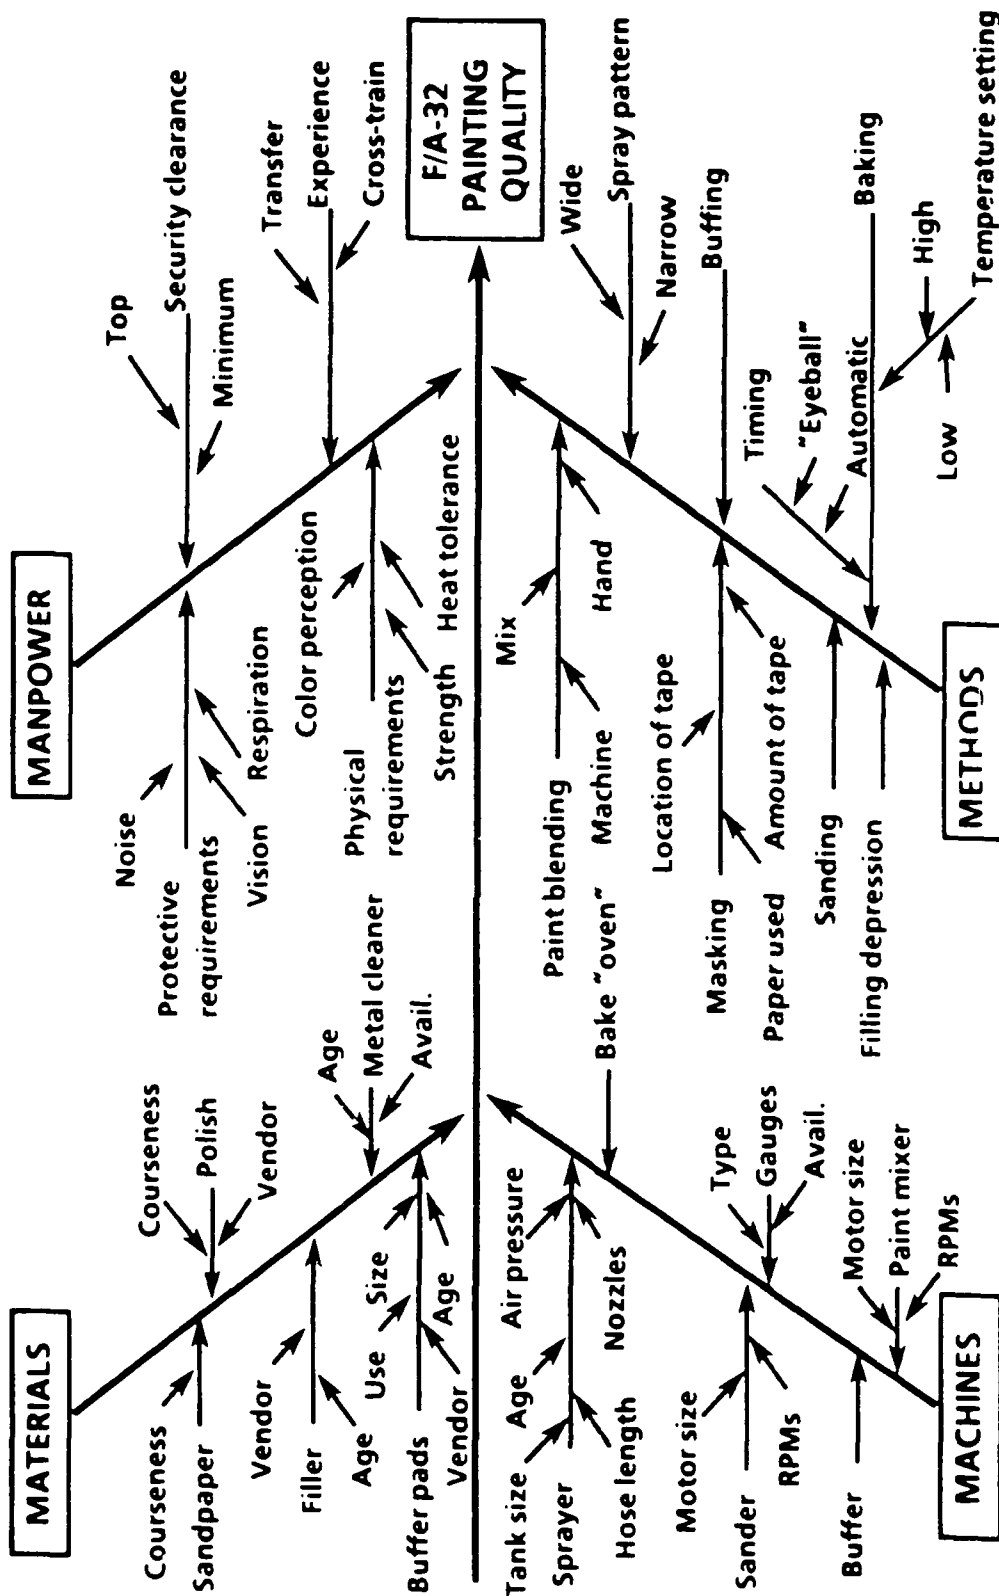 MATERIALS
Courseness
Sandpaper
Courseness
Polish
Vendor
Vendor
Filler
Age
Age
Metal cleaner
Avail.
Use
Size
Buffer pads
Age
Vendor
MANPOWER
Noise
Protective
requirements
Vision
Respiration
Top
Security clearance
Minimum
Transfer
Experience
Cross-train
Color perception
Physical
requirements
Strength
Heat tolerance
F/A-32
PAINTING
QUALITY
Tank size
Age
Air pressure
Sprayer
Hose length
Nozzles
Bake "oven"
Motor size
Sander
RPMs
Type
Gauges
Avail.
Buffer
Motor size
Paint mixer
RPMs
MACHINES
Mix
Paint blending
Machine
Hand
Wide
Spray pattern
Narrow
Buffing
Location of tape
Masking
Paper used
Amount of tape
Timing
"Eyeball"
Automatic
Baking
Sanding
Filling depression
High
Low
Temperature setting
METHODS